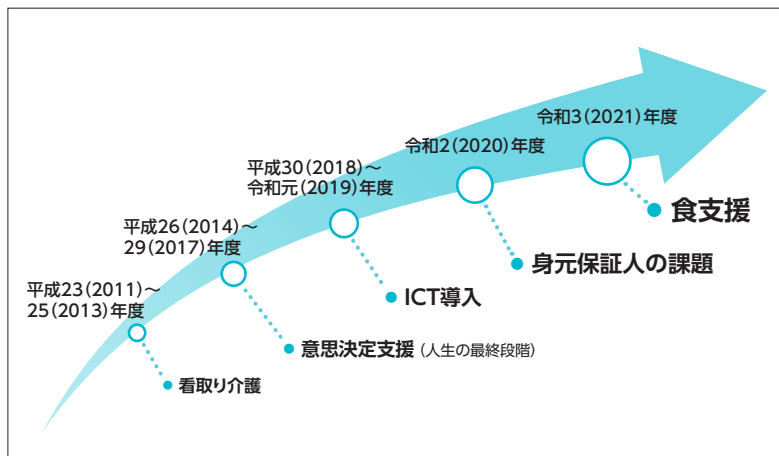 平成23(2011)～
25(2013)年度
看取り介護
平成26(2014)～
29(2017)年度
意思決定支援 (人生の最終段階)
平成30(2018)～
令和元(2019)年度
ICT導入
令和2(2020)年度
身元保証人の課題
令和3(2021)年度
食支援